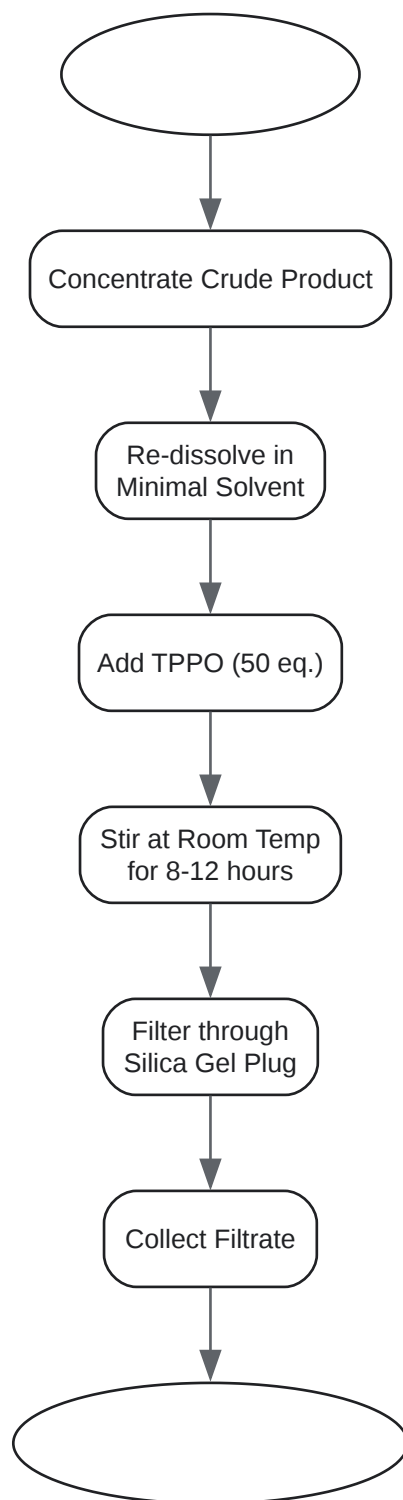 Concentrate Crude Product
Re-dissolve in
Minimal Solvent
Add TPPO (50 eq.)
Stir at Room Temp
for 8-12 hours
Filter through
Silica Gel Plug
Collect Filtrate